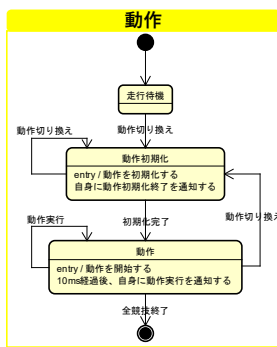 動作
走行待機
動作切り換え
動作切り換え
動作初期化
entry / 動作を初期化する
自身に動作初期化終了を通知する
動作実行
初期化完了
動作切り換え
動作
entry / 動作を開始する
10ms経過後、自身に動作実行を通知する
全競技終了